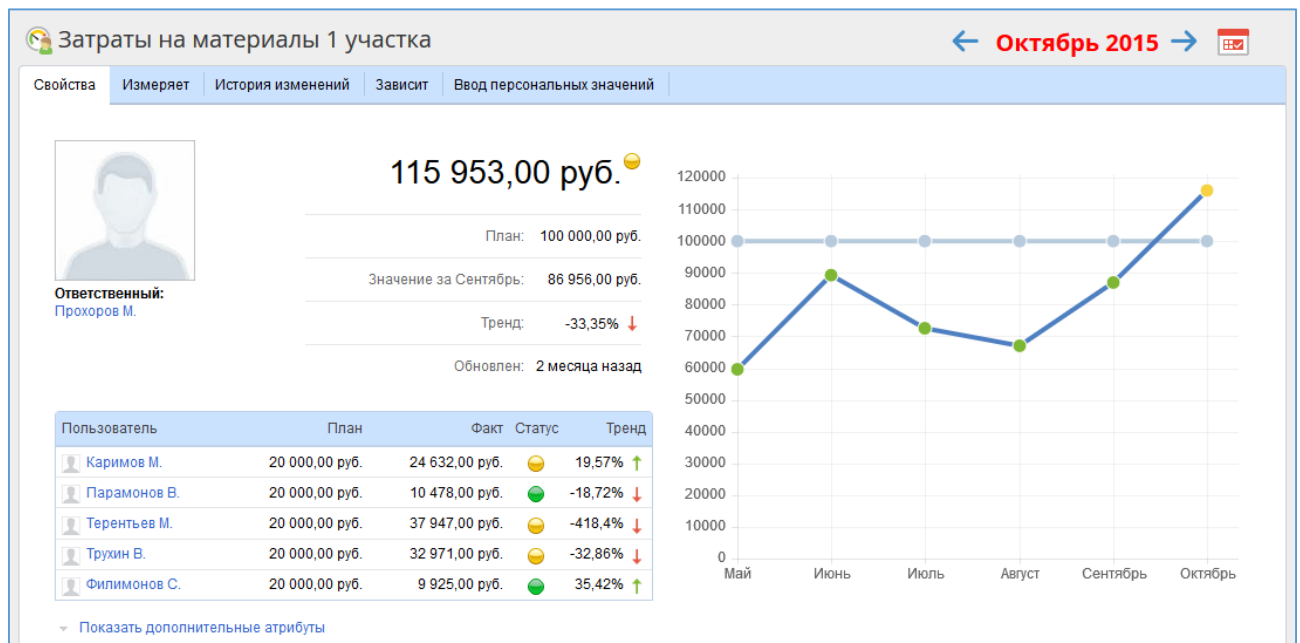 Затраты на материалы 1 участка
Октябрь 2015
Свойства Измеряет История изменений Зависит Ввод персональных значений
115 953,00 руб.
План: 100 000,00 руб.
Значение за Сентябрь: 86 956,00 руб.
Тренд: -33,35%
Обновлен: 2 месяца назад
Ответственный:
Прохоров М.
Пользователь План Факт Статус Тренд
Каримов М. 20 000,00 руб. 24 632,00 руб. 19,57%
Парамонов В. 20 000,00 руб. 10 478,00 руб. -18,72%
Терентьев М. 20 000,00 руб. 37 947,00 руб. -418,4%
Трухин В. 20 000,00 руб. 32 971,00 руб. -32,86%
Филимонов С. 20 000,00 руб. 9 925,00 руб. 35,42%
Показать дополнительные атрибуты
120000
110000
100000
90000
80000
70000
60000
50000
40000
30000
20000
10000
0
Май Июнь Июль Август Сентябрь Октябрь